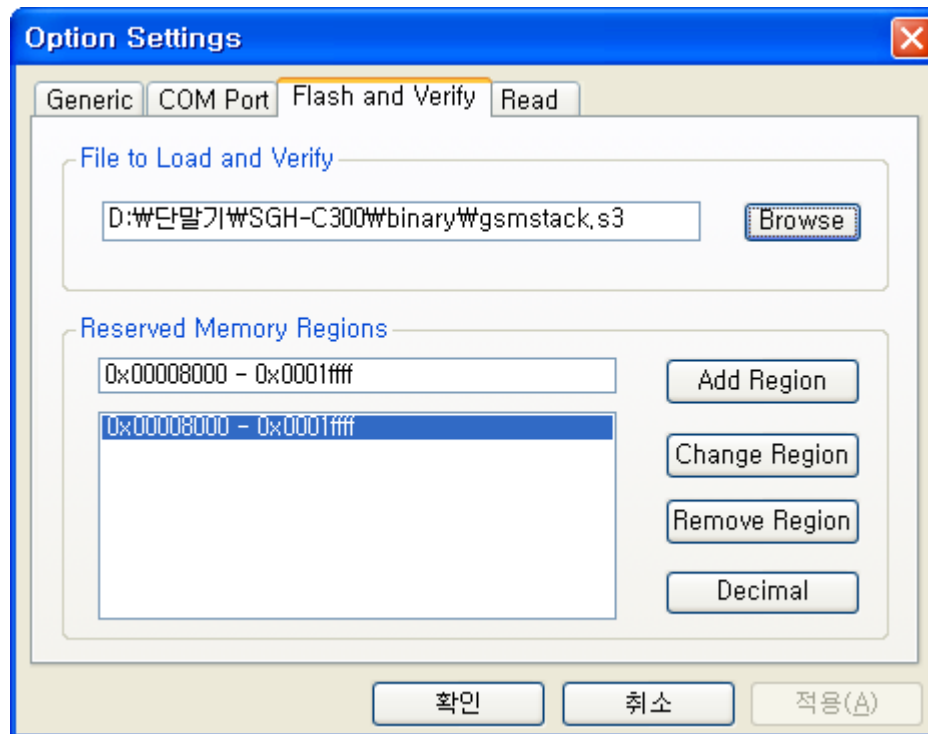 Option Settings
Generic COM Port Flash and Verify Read
File to Load and Verify
D:₩단말기₩SGH-C300₩binary₩gsmstack.s3 Browse
Reserved Memory Regions
0x00008000 - 0x0001ffff Add Region
0x00008000 - 0x0001ffff
Change Region
Remove Region
Decimal
확인 취소 적용(A)